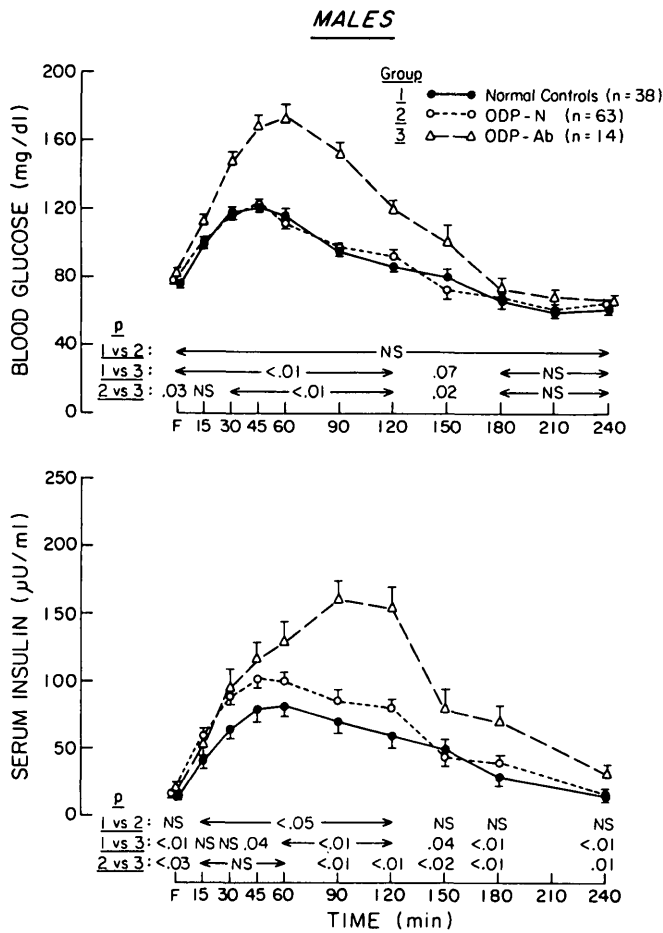 MALES
Group
1 Normal Controls (n = 38)
2 ODP-N (n = 63)
3 ODP-Ab (n = 14)
BLOOD GLUCOSE (mg/dl)
200
160
120
80
40
0
p
1 vs 2: NS
1 vs 3: <.01 .07 NS
2 vs 3: .03 NS <.01 .02 NS
F 15 30 45 60 90 120 150 180 210 240
SERUM INSULIN (μU/ml)
250
200
150
100
50
0
p
1 vs 2: NS <.05 NS NS NS
1 vs 3: <.01 NS NS .04 <.01 .04 <.01 <.01
2 vs 3: <.03 NS <.01 <.01 <.02 <.01 .01
F 15 30 45 60 90 120 150 180 210 240
TIME (min)